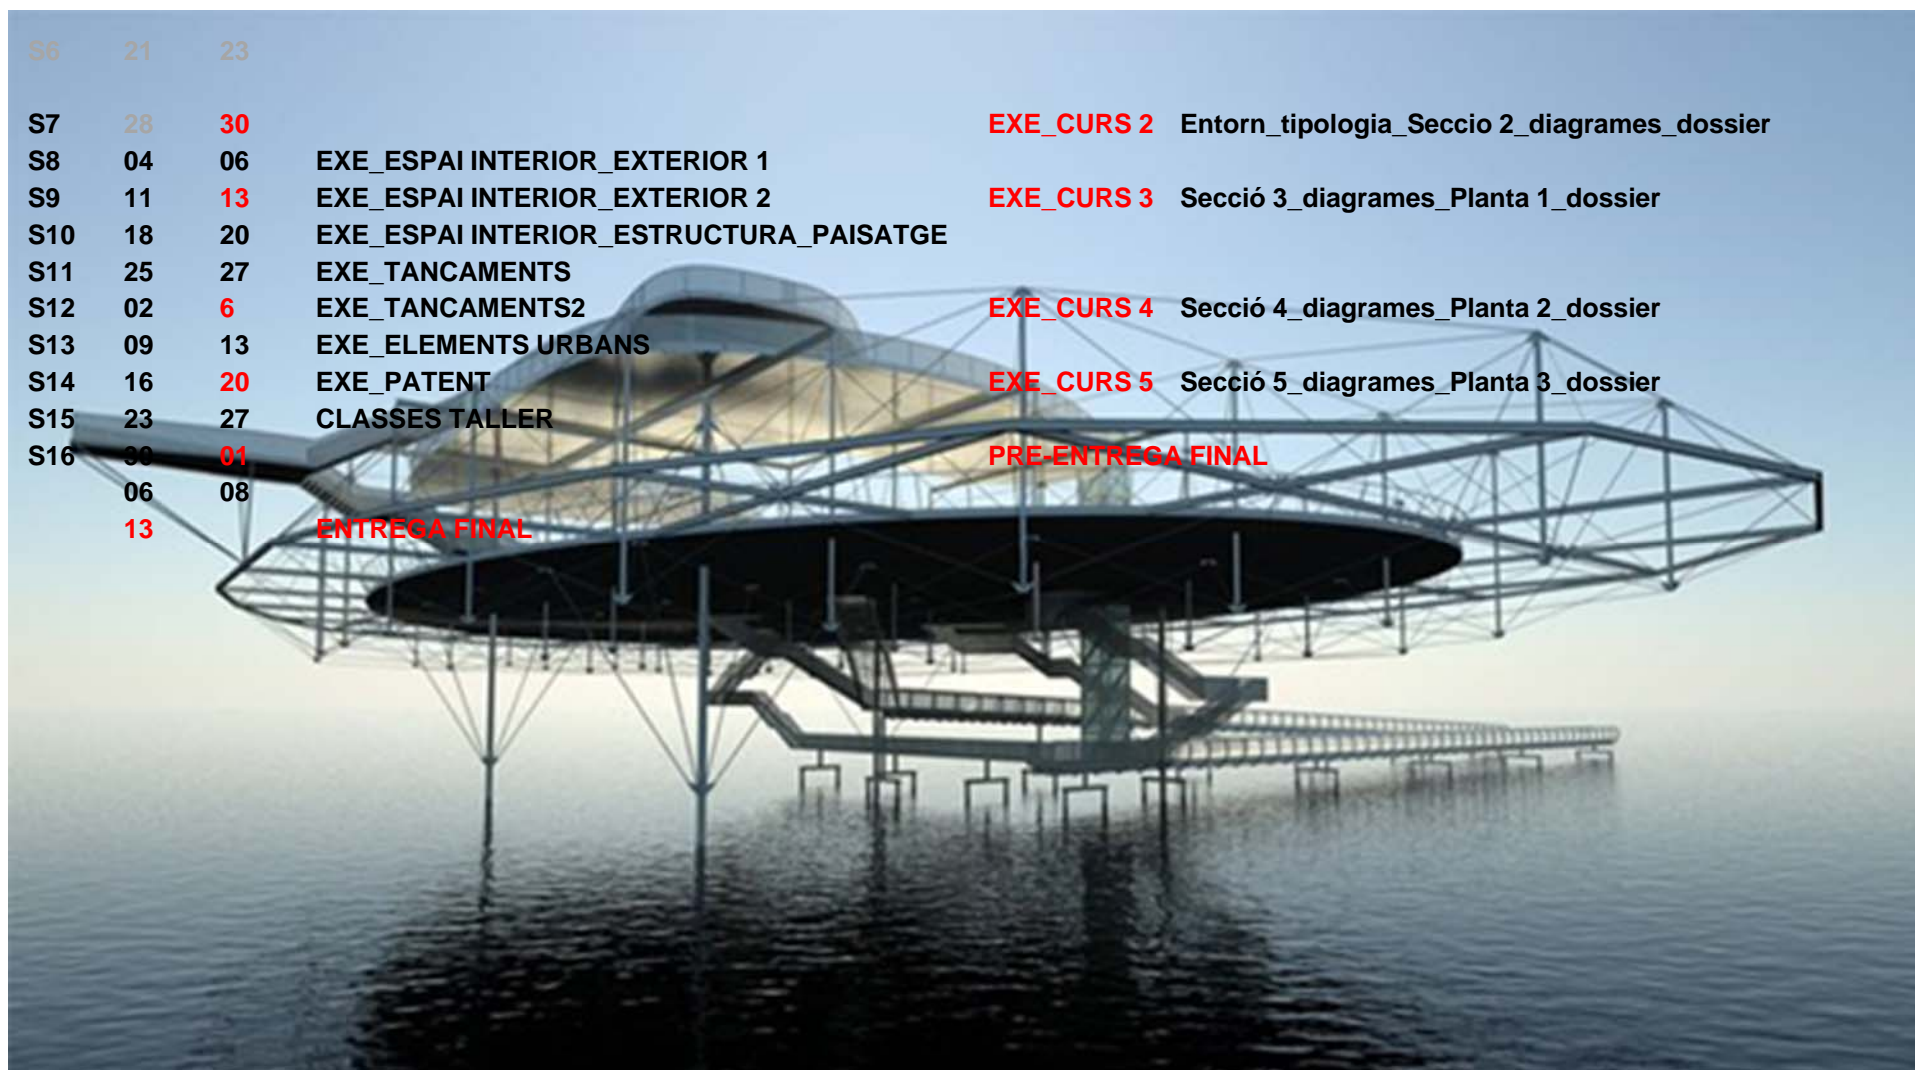 S6 21 23
S7 28 30 EXE_CURS 2 Entorn_tipologia_Seccio 2_diagrames_dossier
S8 04 06 EXE_ESPAI INTERIOR_EXTERIOR 1
S9 11 13 EXE_ESPAI INTERIOR_EXTERIOR 2 EXE_CURS 3 Secció 3_diagrames_Planta 1_dossier
S10 18 20 EXE_ESPAI INTERIOR_ESTRUCTURA_PAISATGE
S11 25 27 EXE_TANCAMENTS
S12 02 6 EXE_TANCAMENTS2 EXE_CURS 4 Secció 4_diagrames_Planta 2_dossier
S13 09 13 EXE_ELEMENTS URBANS
S14 16 20 EXE_PATENT EXE_CURS 5 Secció 5_diagrames_Planta 3_dossier
S15 23 27 CLASSES TALLER
S16 30 01 PRE-ENTREGA FINAL
06 08
13 ENTREGA FINAL